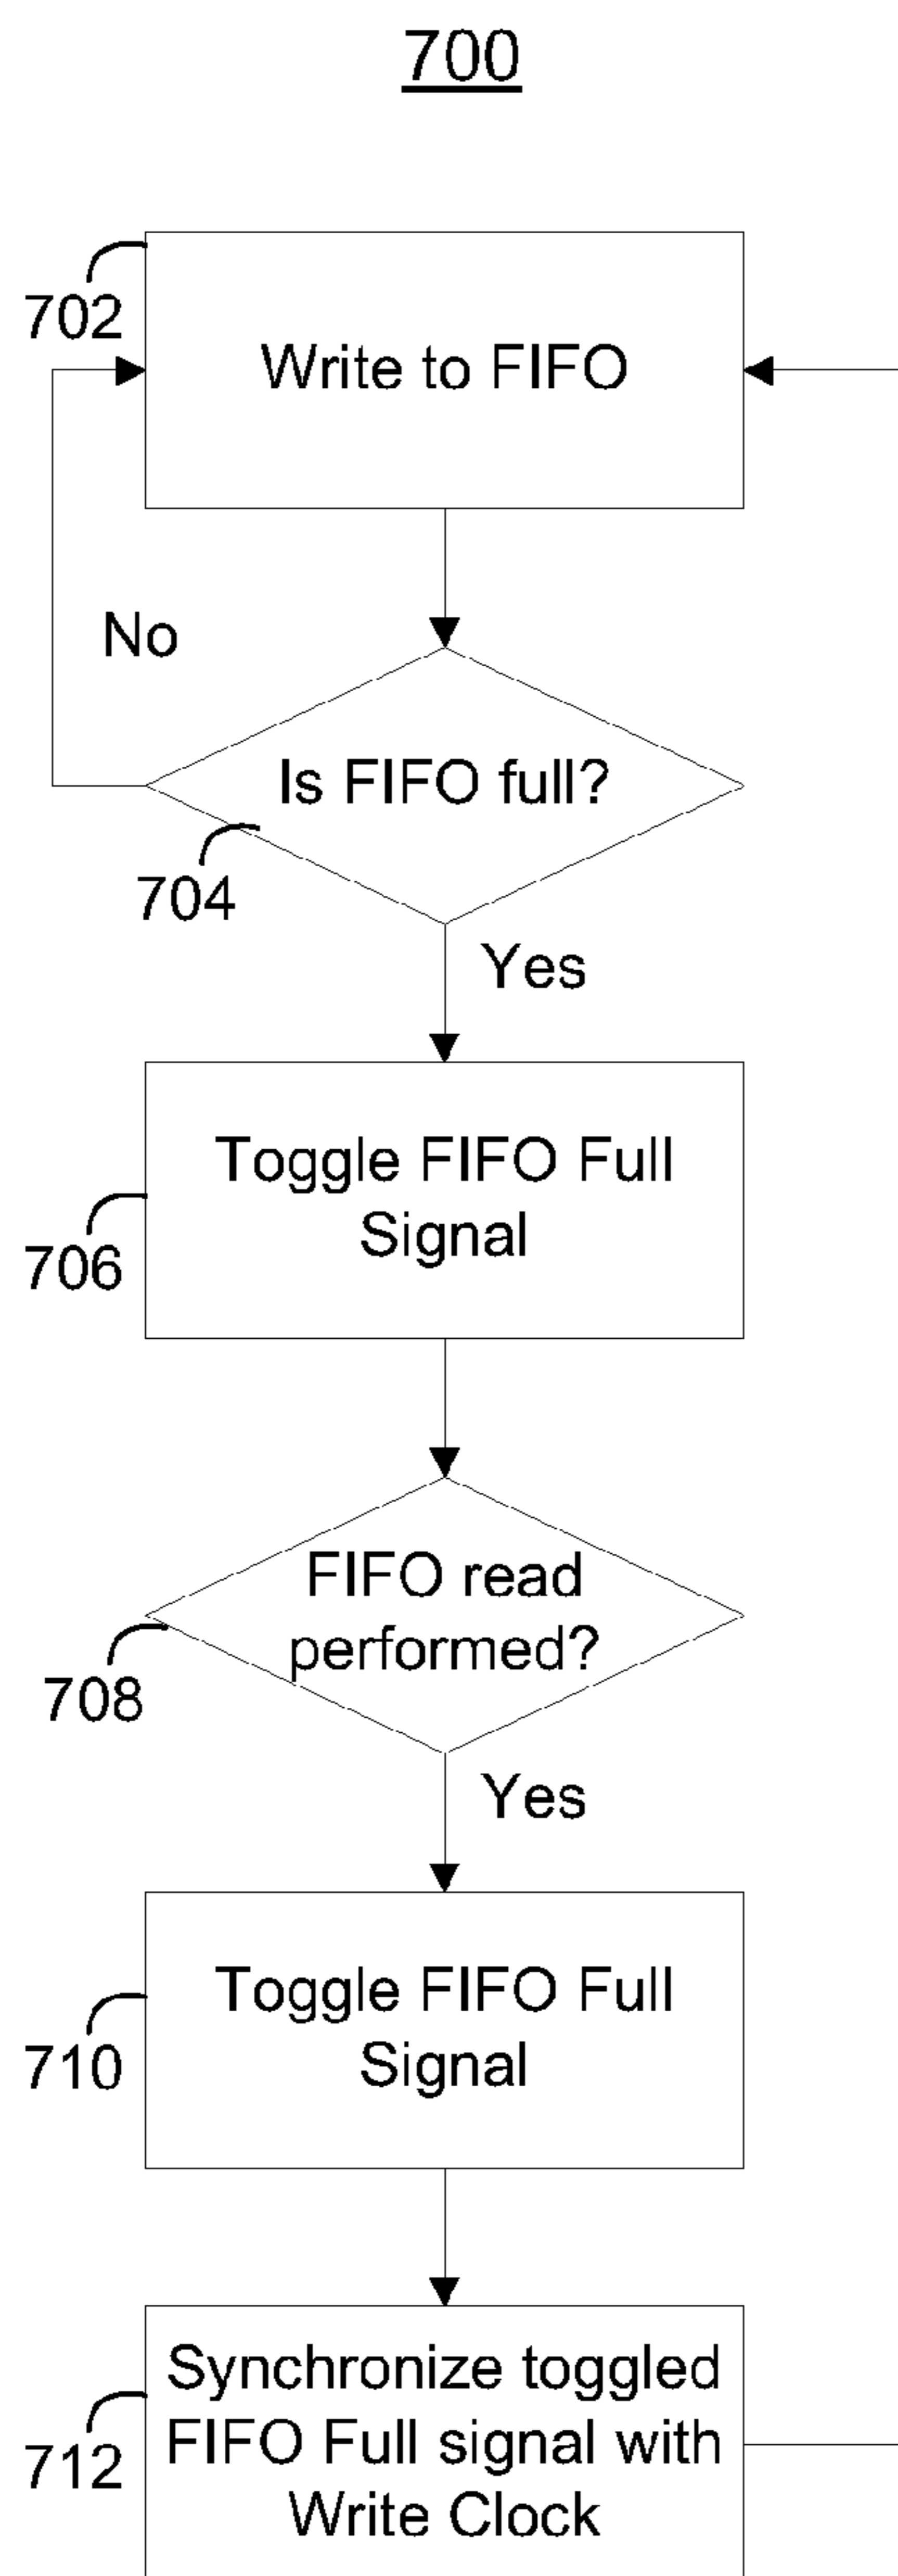 700
702
Write to FIFO
No
Is FIFO full?
704
Yes
Toggle FIFO Full
Signal
706
FIFO read
performed?
708
Yes
Toggle FIFO Full
Signal
710
Synchronize toggled
FIFO Full signal with
Write Clock
712